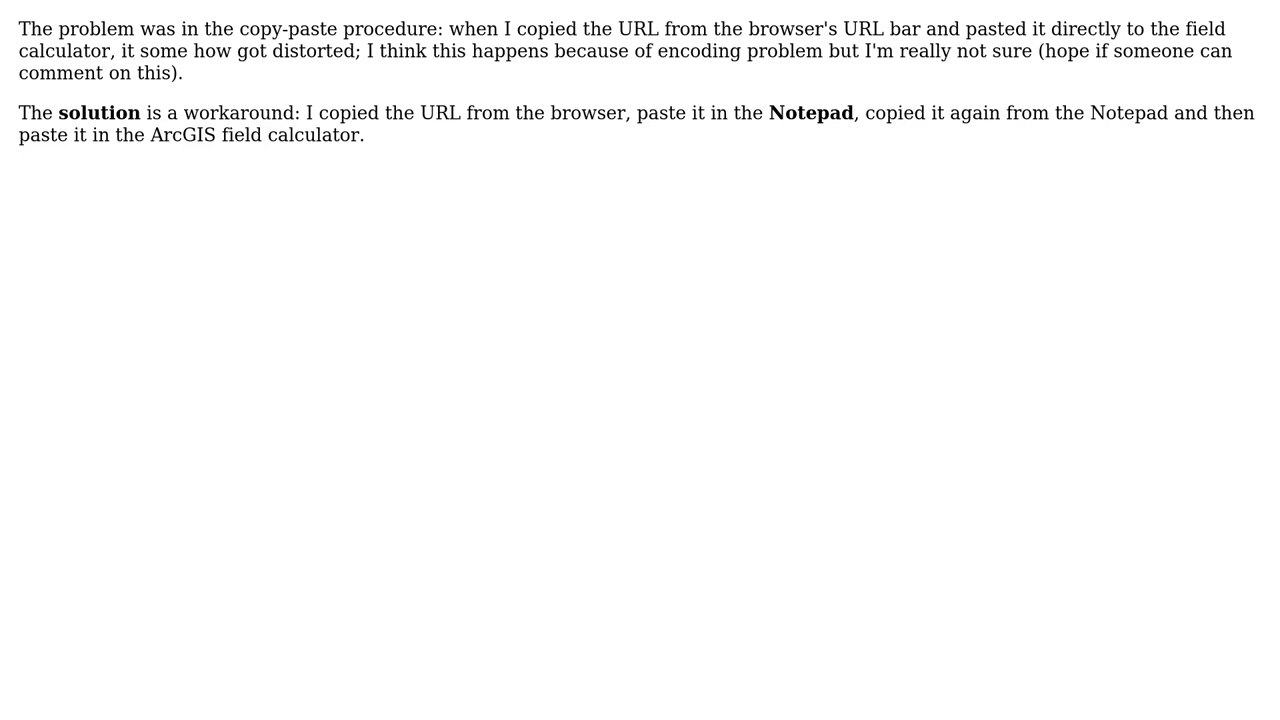 The problem was in the copy-paste procedure: when I copied the URL from the browser's URL bar and pasted it directly to the field
calculator, it some how got distorted; I think this happens because of encoding problem but I'm really not sure (hope if someone can
comment on this).
The solution is a workaround: I copied the URL from the browser, paste it in the Notepad, copied it again from the Notepad and then
paste it in the ArcGIS field calculator.